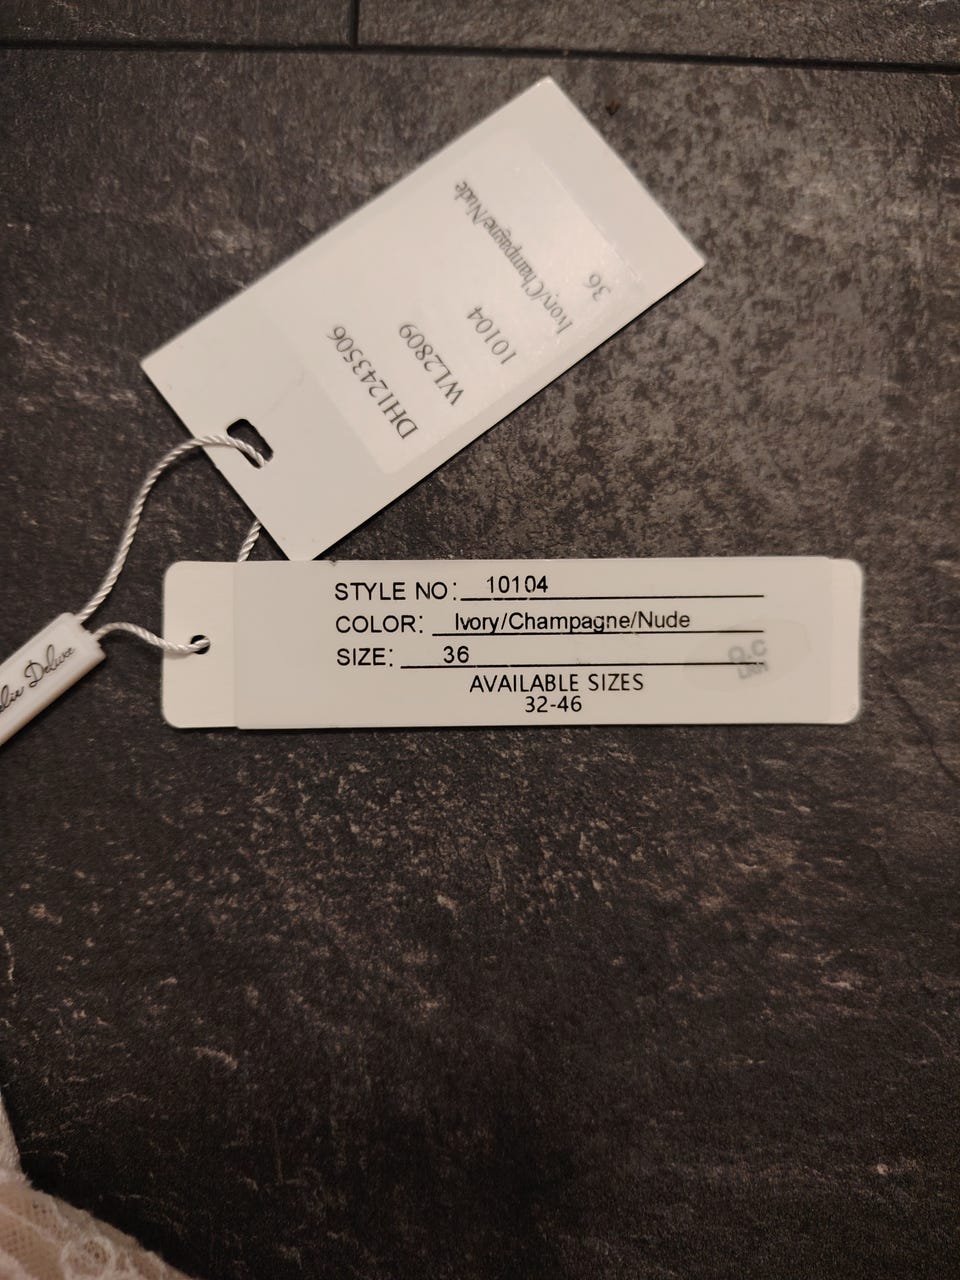 DH1243506
WL2809
10104
Ivory/Champagne/Nude
36
STYLE NO: 10104
COLOR: Ivory/Champagne/Nude
SIZE: 36
AVAILABLE SIZES
32-46
Q.C
Deluxe